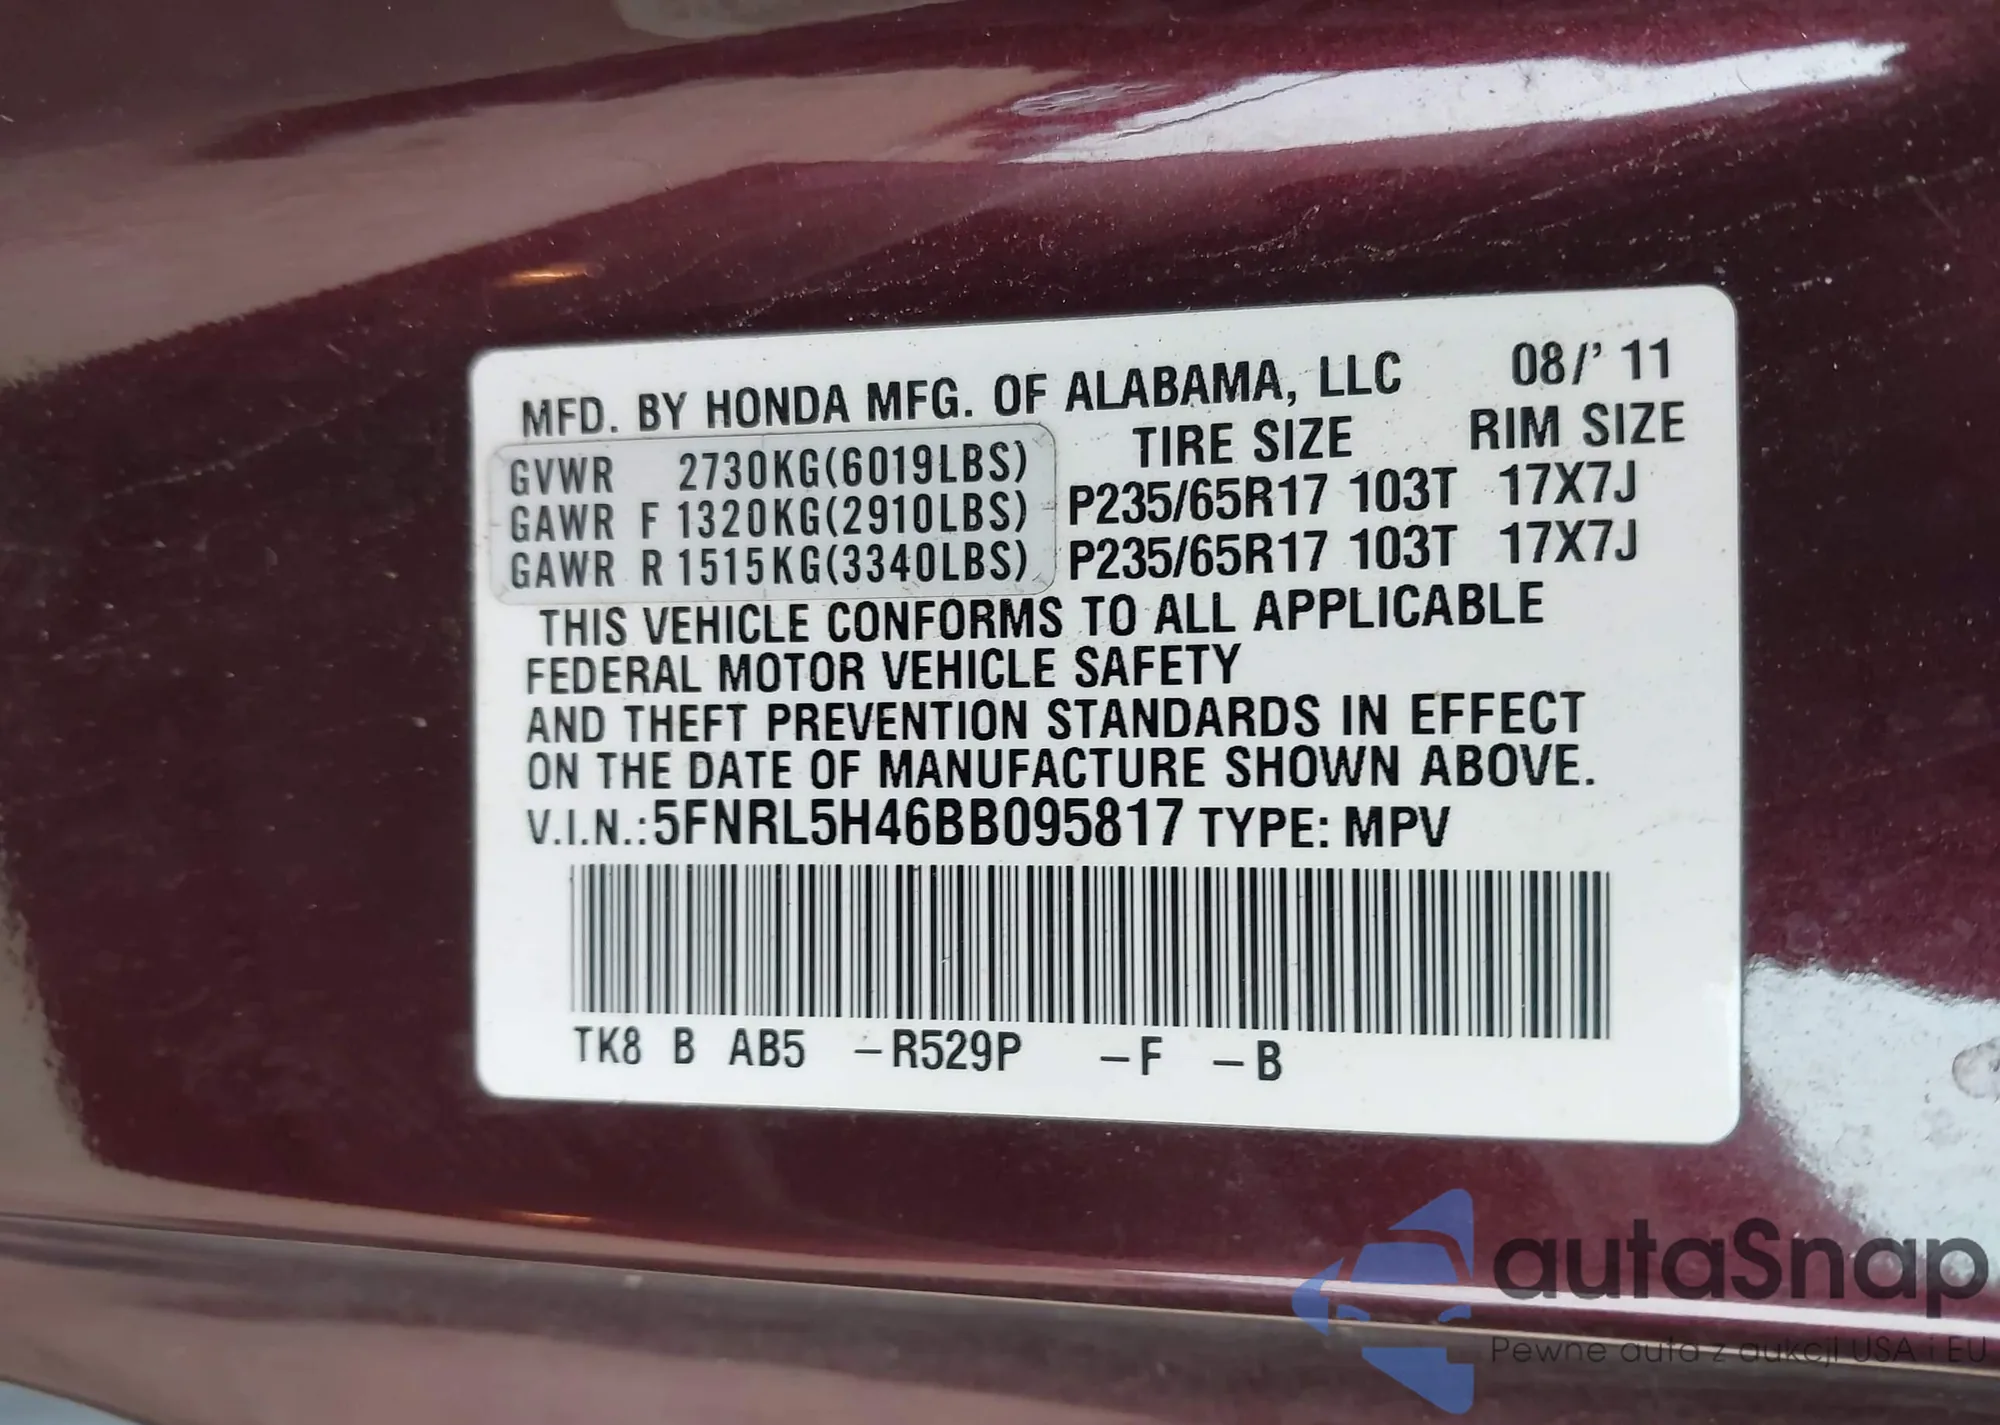 MFD. BY HONDA MFG. OF ALABAMA, LLC 08/' 11
TIRE SIZE RIM SIZE
GVWR 2730KG(6019LBS)
GAWR F 1320KG(2910LBS) P235/65R17 103T 17X7J
GAWR R 1515KG(3340LBS) P235/65R17 103T 17X7J
THIS VEHICLE CONFORMS TO ALL APPLICABLE
FEDERAL MOTOR VEHICLE SAFETY
AND THEFT PREVENTION STANDARDS IN EFFECT
ON THE DATE OF MANUFACTURE SHOWN ABOVE.
V.I.N.:5FNRL5H46BB095817 TYPE: MPV
TK8 B AB5 –R529P –F –B
autaSnap
Pewne auta z aukcji USA i EU